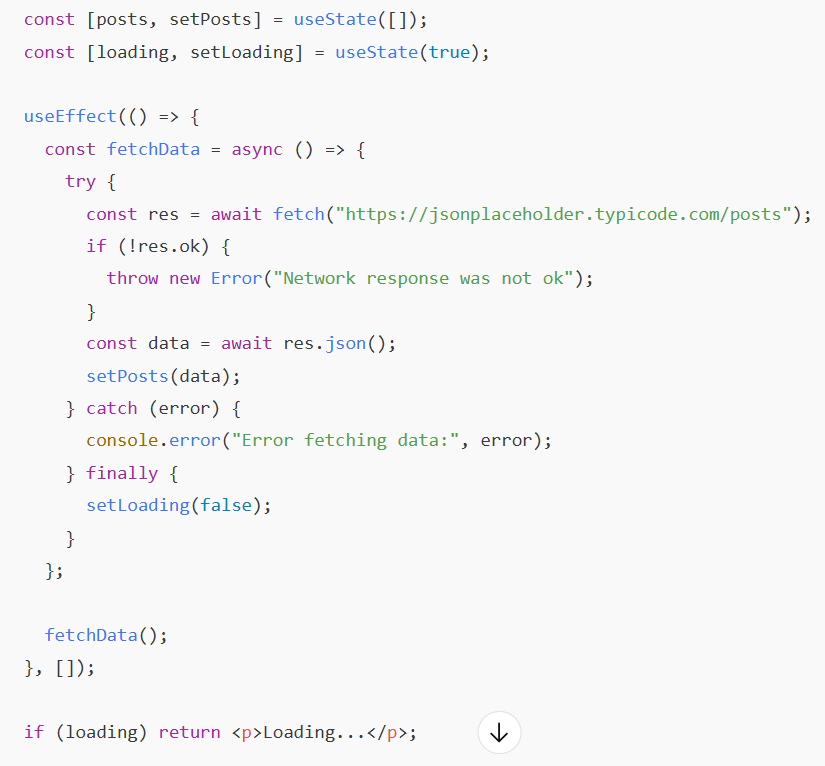 const [posts, setPosts] = useState([]);
const [loading, setLoading] = useState(true);

useEffect(() => {
  const fetchData = async () => {
    try {
      const res = await fetch("https://jsonplaceholder.typicode.com/posts");
      if (!res.ok) {
        throw new Error("Network response was not ok");
      }
      const data = await res.json();
      setPosts(data);
    } catch (error) {
      console.error("Error fetching data:", error);
    } finally {
      setLoading(false);
    }
  };

  fetchData();
}, []);

if (loading) return <p>Loading...</p>;